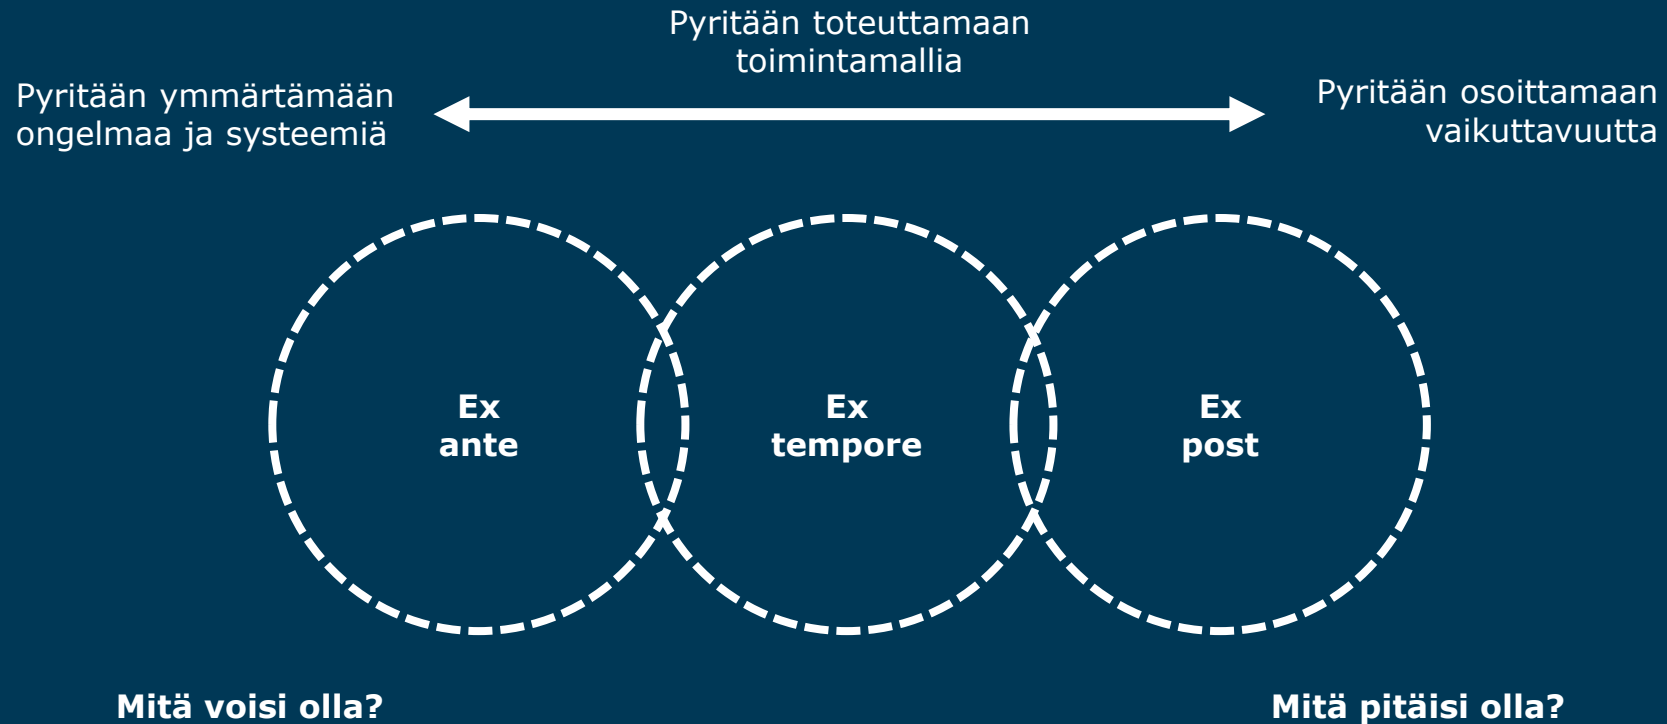 Pyritään toteuttamaan
toimintamallia
Pyritään ymmärtämään
ongelmaa ja systeemiä
Pyritään osoittamaan
vaikuttavuutta
Ex
ante
Ex
tempore
Ex
post
Mitä voisi olla?
Mitä pitäisi olla?